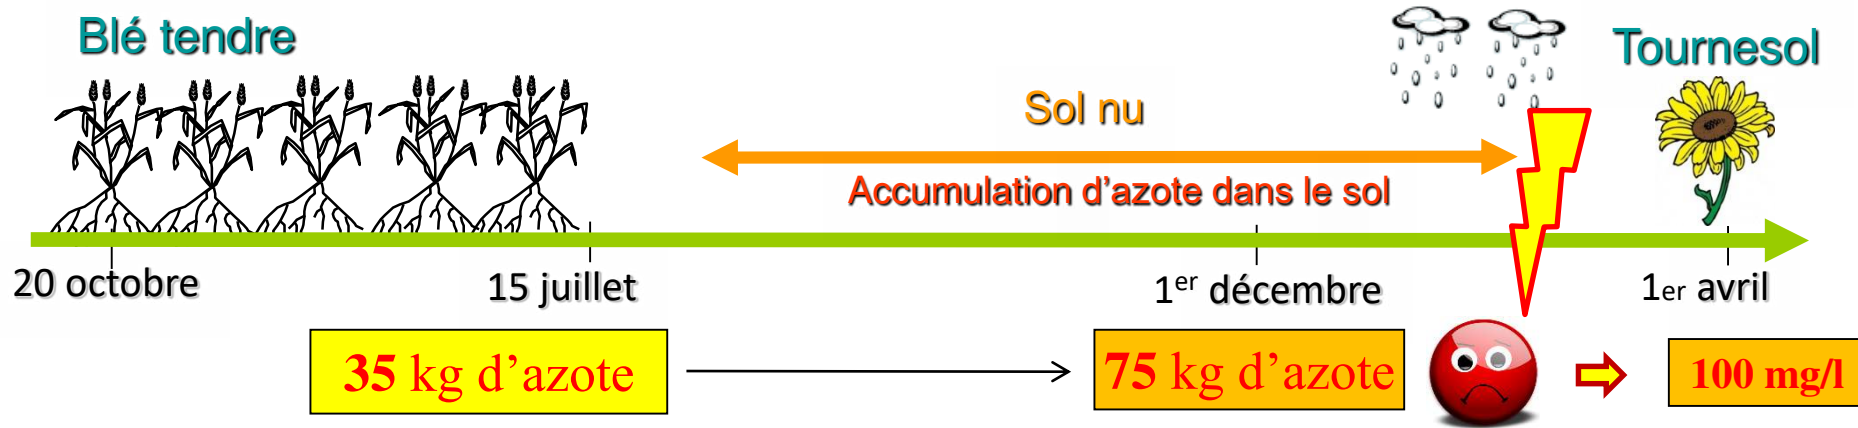 Blé tendre
Tournesol
Sol nu
Accumulation d’azote dans le sol
20 octobre
15 juillet
1er décembre
1er avril
35 kg d’azote
75 kg d’azote
100 mg/l